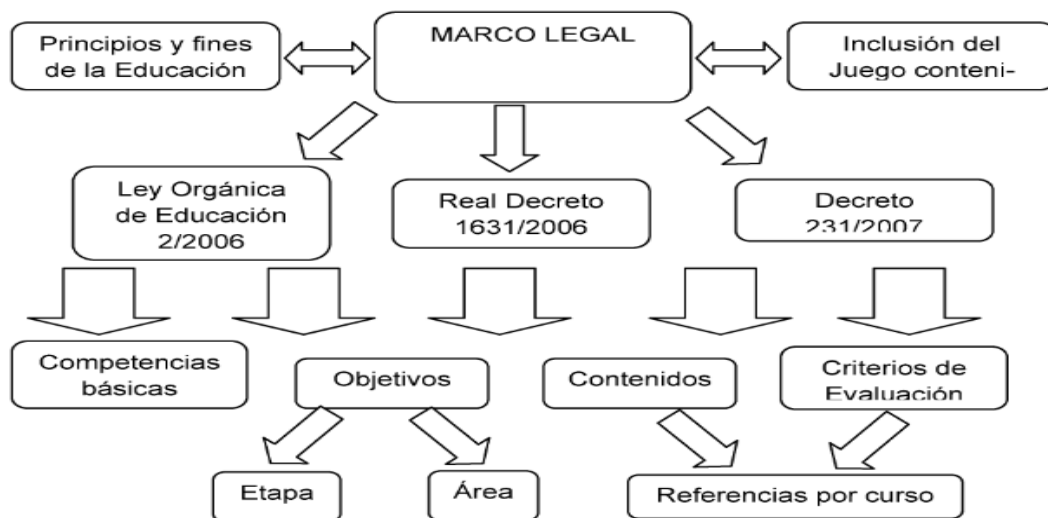 Principios y fines
de la Educación
MARCO LEGAL
Inclusión del
Juego conteni-
Ley Orgánica
de Educación
2/2006
Real Decreto
1631/2006
Decreto
231/2007
Competencias
básicas
Objetivos
Contenidos
Criterios de
Evaluación
Etapa
Área
Referencias por curso